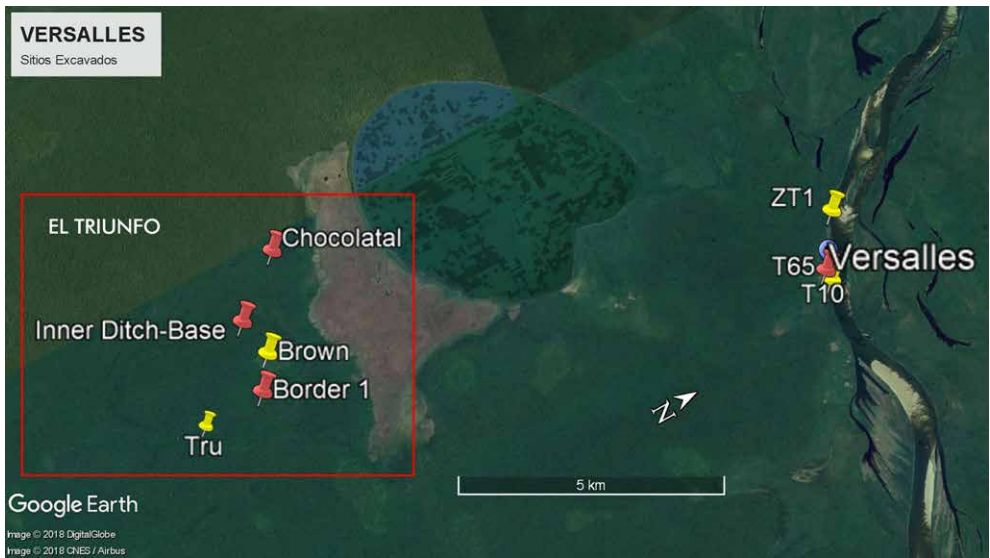 VERSALLES
Sitios Excavados
EL TRIUNFO
Chocolatal
Inner Ditch-Base
Brown
Border 1
Tru
ZT1
Versalles
T65
T10
N
5 km
Google Earth
Image © 2018 DigitalGlobe
Image © 2018 CNES / Airbus